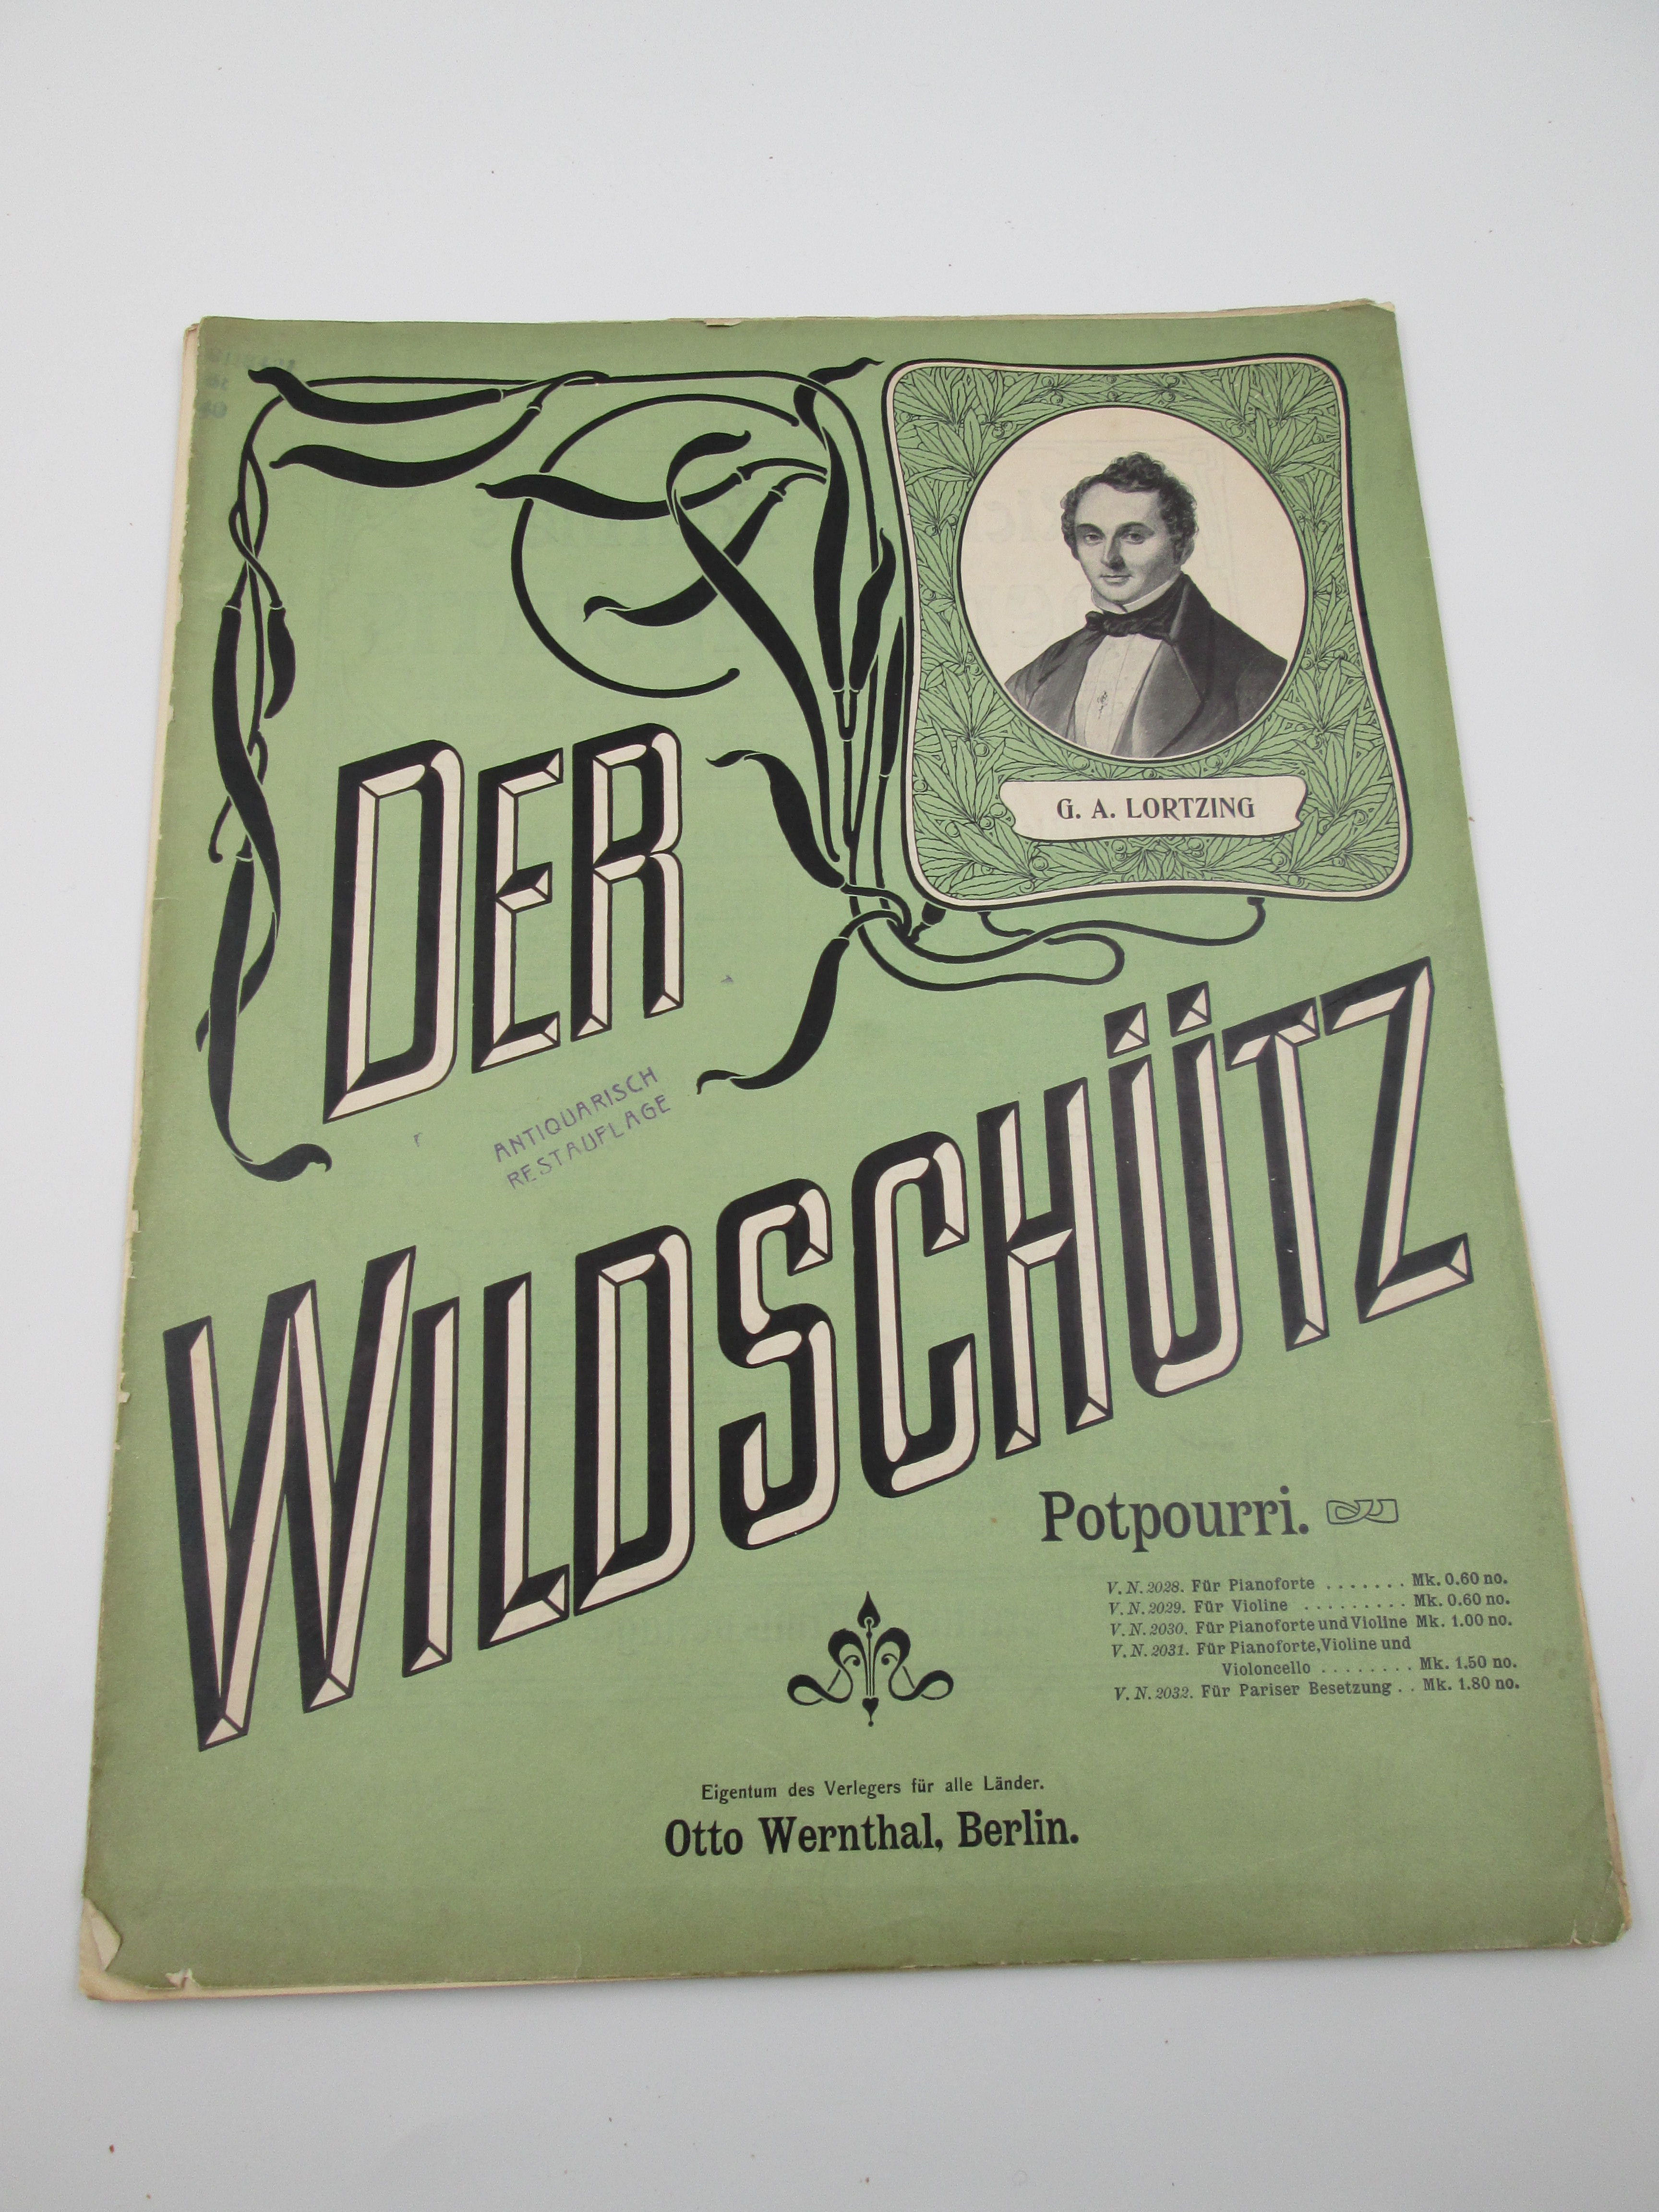 G. A. LORTZING
DER
ANTIQUARISCH
RESTAUFLAGE
WILDSCHÜTZ
Potpourri.
V. N. 2028. Für Pianoforte . . . . . . . Mk. 0.60 no.
V. N. 2029. Für Violine . . . . . . . . . Mk. 0.60 no.
V. N. 2030. Für Pianoforte und Violine Mk. 1.00 no.
V. N. 2031. Für Pianoforte, Violine und
Violoncello . . . . . . . . Mk. 1.50 no.
V. N. 2032. Für Pariser Besetzung . . Mk. 1.80 no.
Eigentum des Verlegers für alle Länder.
Otto Wernthal, Berlin.